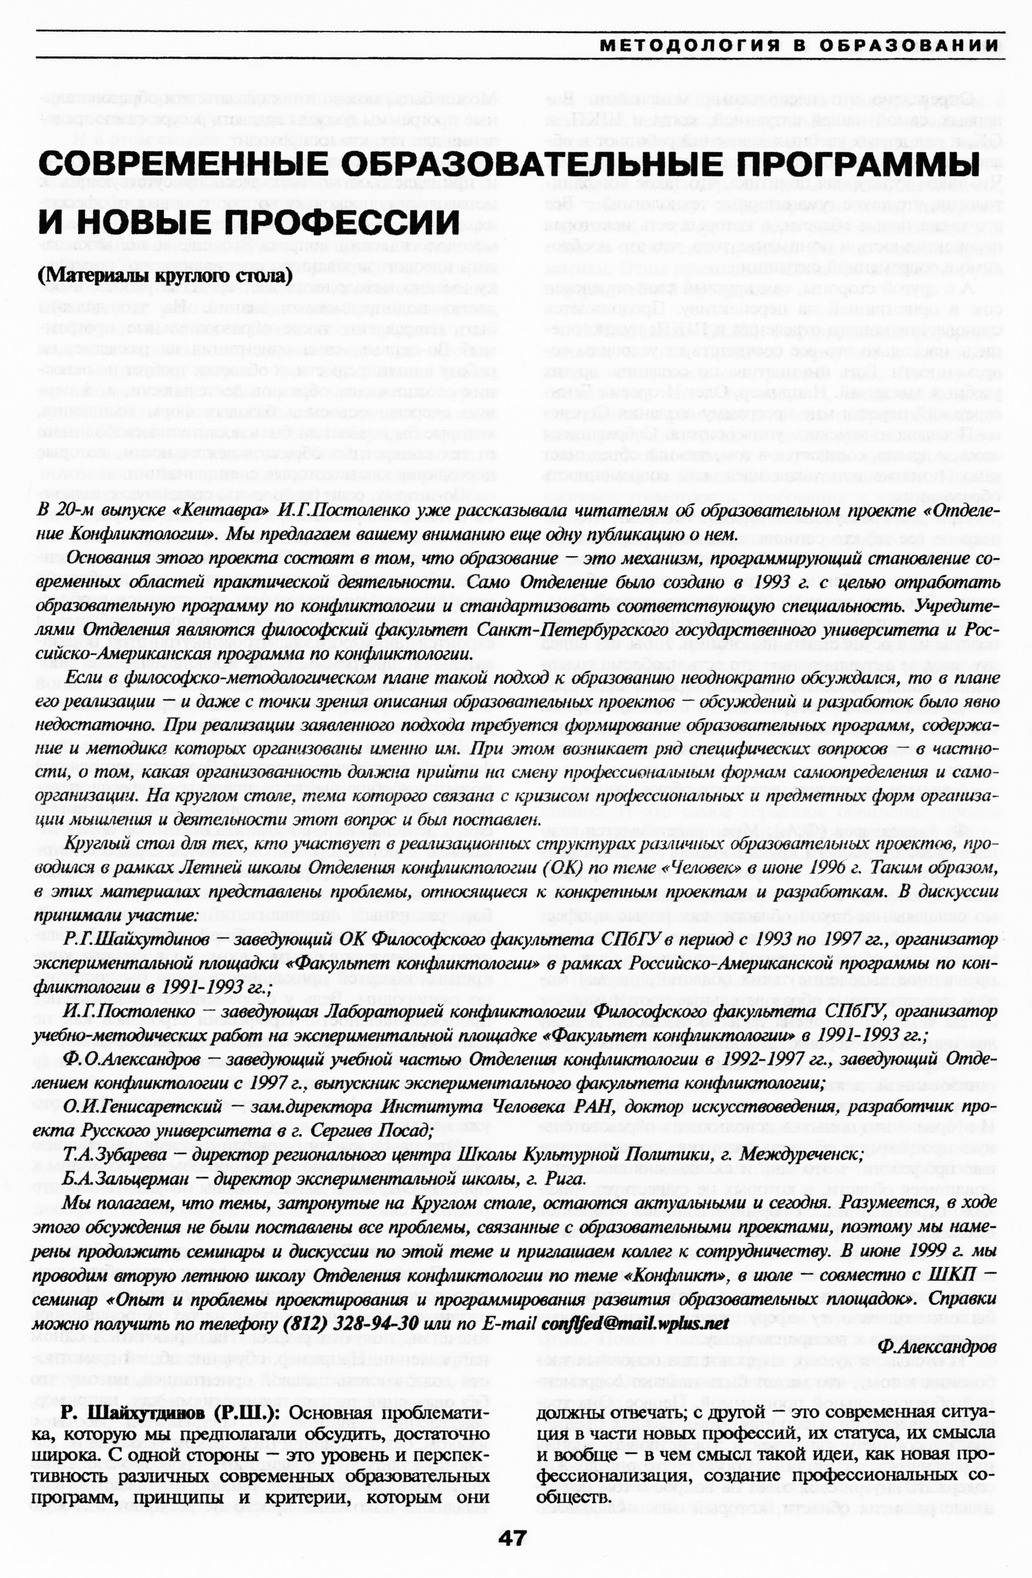 МЕТОДОЛОГИЯ В ОБРАЗОВАНИИ
СОВРЕМЕННЫЕ ОБРАЗОВАТЕЛЬНЫЕ ПРОГРАММЫ
И НОВЫЕ ПРОФЕССИИ
(Материалы круглого стола)
В 20-м выпуске «Кентавра» И.Г.Постоленко уже рассказывала читателям об образовательном проекте «Отделе-
ние Конфликтологии». Мы предлагаем вашему вниманию еще одну публикацию о нем.
Основания этого проекта состоят в том, что образование — это механизм, программирующий становление со-
временных областей практической деятельности. Само Отделение было создано в 1993 г. с целью отработать
образовательную программу по конфликтологии и стандартизовать соответствующую специальность. Учредите-
лями Отделения являются философский факультет Санкт-Петербургского государственного университета и Рос-
сийско-Американская программа по конфликтологии.
Если в философско-методологическом плане такой подход к образованию неоднократно обсуждался, то в плане
его реализации — и даже с точки зрения описания образовательных проектов — обсуждений и разработок было явно
недостаточно. При реализации заявленного подхода требуется формирование образовательных программ, содержа-
ние и методика которых организованы именно им. При этом возникает ряд специфических вопросов — в частно-
сти, о том, какая организованность должна прийти на смену профессиональным формам самоопределения и само-
организации. На круглом столе, тема которого связана с кризисом профессиональных и предметных форм организа-
ции мышления и деятельности этот вопрос и был поставлен.
Круглый стол для тех, кто участвует в реализационных структурах различных образовательных проектов, про-
водился в рамках Летней школы Отделения конфликтологии (ОК) по теме «Человек» в июне 1996 г. Таким образом,
в этих материалах представлены проблемы, относящиеся к конкретным проектам и разработкам. В дискуссии
принимали участие:
Р.Г.Шайхутдинов — заведующий ОК Философского факультета СПбГУ в период с 1993 по 1997 гг., организатор
экспериментальной площадки «Факультет конфликтологии» в рамках Российско-Американской программы по кон-
фликтологии в 1991-1993 гг.;
И.Г.Постоленко — заведующая Лабораторией конфликтологии Философского факультета СПбГУ, организатор
учебно-методических работ на экспериментальной площадке «Факультет конфликтологии» в 1991-1993 гг.;
Ф.О.Александров — заведующий учебной частью Отделения конфликтологии в 1992-1997 гг., заведующий Отде-
лением конфликтологии с 1997 г., выпускник экспериментального факультета конфликтологии;
О.И.Генисаретский — зам.директора Института Человека РАН, доктор искусствоведения, разработчик про-
екта Русского университета в г. Сергиев Посад;
Т.А.Зубарева — директор регионального центра Школы Культурной Политики, г. Междуреченск;
Б.А.Зальцерман — директор экспериментальной школы, г. Рига.
Мы полагаем, что темы, затронутые на Круглом столе, остаются актуальными и сегодня. Разумеется, в ходе
этого обсуждения не были поставлены все проблемы, связанные с образовательными проектами, поэтому мы наме-
рены продолжить семинары и дискуссии по этой теме и приглашаем коллег к сотрудничеству. В июне 1999 г. мы
проводим вторую летнюю школу Отделения конфликтологии по теме «Конфликт», в июле — совместно с ШКП —
семинар «Опыт и проблемы проектирования и программирования развития образовательных площадок». Справки
можно получить по телефону (812) 328-94-30 или по E-mail conflfed@mail.wplus.net
Ф.Александров
Р. Шайхутдинов (Р.Ш.): Основная проблемати-
ка, которую мы предполагали обсудить, достаточно
широка. С одной стороны — это уровень и перспек-
тивность различных современных образовательных
программ, принципы и критерии, которым они
должны отвечать; с другой — это современная ситуа-
ция в части новых профессий, их статуса, их смысла
и вообще — в чем смысл такой идеи, как новая про-
фессионализация, создание профессиональных со-
обществ.
47